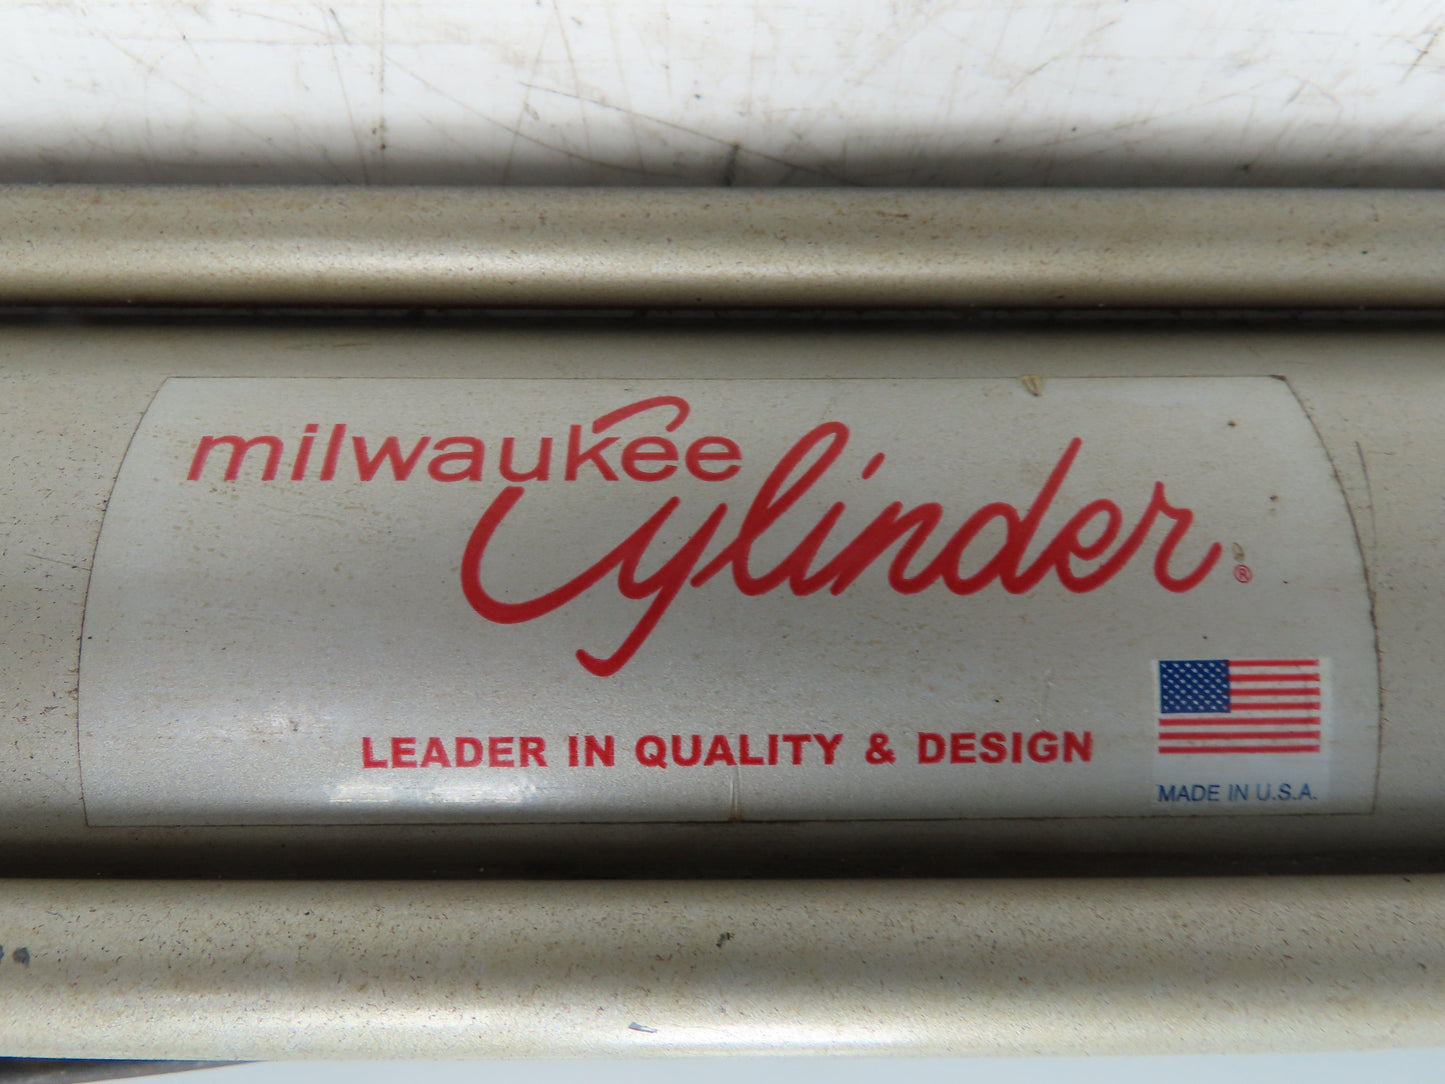 milwaukee
Cylinder ®
LEADER IN QUALITY & DESIGN
MADE IN U.S.A.